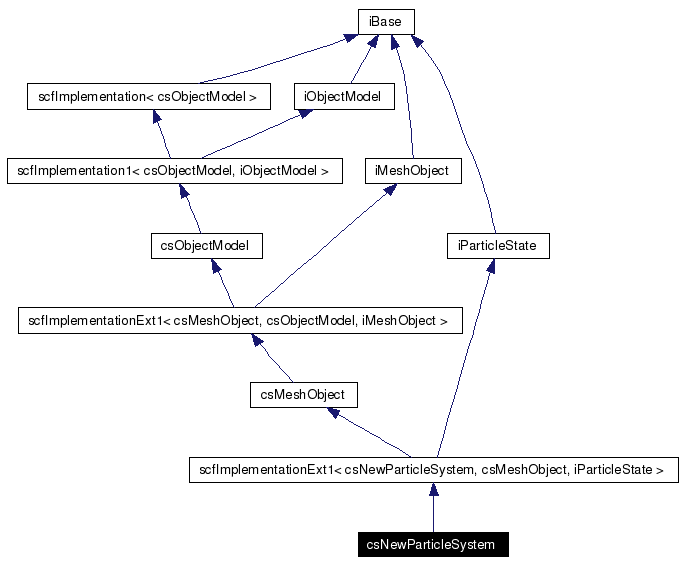 iBase
scfImplementation< csObjectModel >
iObjectModel
scfImplementation1< csObjectModel, iObjectModel >
iMeshObject
csObjectModel
iParticleState
scfImplementationExt1< csMeshObject, csObjectModel, iMeshObject >
csMeshObject
scfImplementationExt1< csNewParticleSystem, csMeshObject, iParticleState >
csNewParticleSystem